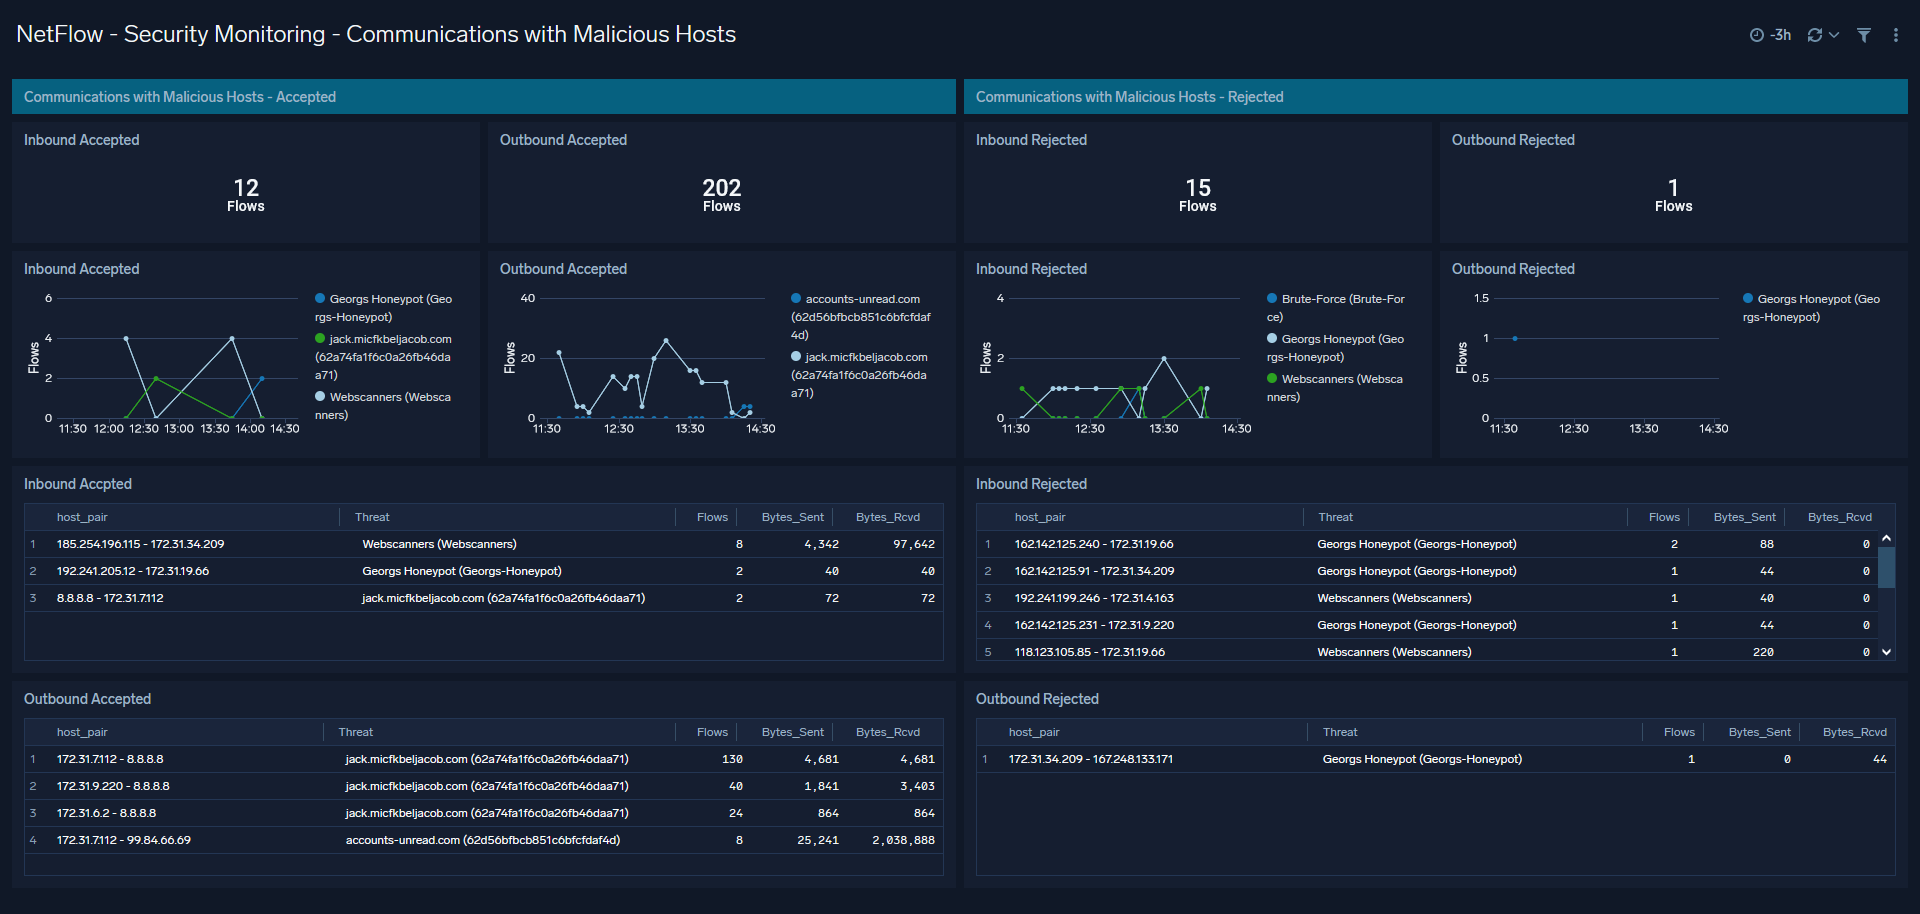 NetFlow - Security Monitoring - Communications with Malicious Hosts
-3h
Communications with Malicious Hosts - Accepted
Communications with Malicious Hosts - Rejected
Inbound Accepted
12
Flows
Outbound Accepted
202
Flows
Inbound Rejected
15
Flows
Outbound Rejected
1
Flows
Inbound Accepted
Flows
6
4
2
0
11:30 12:00 12:30 13:00 13:30 14:00 14:30
Georgs Honeypot (Geo
rgs-Honeypot)
jack.micfkbeljacob.com
(62a74fa1f6c0a26fb46da
a71)
Webscanners (Websca
nners)
Outbound Accepted
Flows
40
20
0
11:30 12:30 13:30 14:30
accounts-unread.com
(62d56bfbcb851c6bfcfdaf
4d)
jack.micfkbeljacob.com
(62a74fa1f6c0a26fb46da
a71)
Inbound Rejected
Flows
4
2
0
11:30 12:30 13:30 14:30
Brute-Force (Brute-For
ce)
Georgs Honeypot (Geo
rgs-Honeypot)
Webscanners (Websca
nners)
Outbound Rejected
Flows
1.5
1
0.5
0
11:30 12:30 13:30 14:30
Georgs Honeypot (Geo
rgs-Honeypot)
Inbound Accpted
host_pair Threat Flows Bytes_Sent Bytes_Rcvd
1 185.254.196.115 - 172.31.34.209 Webscanners (Webscanners) 8 4,342 97,642
2 192.241.205.12 - 172.31.19.66 Georgs Honeypot (Georgs-Honeypot) 2 40 40
3 8.8.8.8 - 172.31.7.112 jack.micfkbeljacob.com (62a74fa1f6c0a26fb46daa71) 2 72 72
Inbound Rejected
host_pair Threat Flows Bytes_Sent Bytes_Rcvd
1 162.142.125.240 - 172.31.19.66 Georgs Honeypot (Georgs-Honeypot) 2 88 0
2 162.142.125.91 - 172.31.34.209 Georgs Honeypot (Georgs-Honeypot) 1 44 0
3 192.241.199.246 - 172.31.4.163 Webscanners (Webscanners) 1 40 0
4 162.142.125.231 - 172.31.9.220 Georgs Honeypot (Georgs-Honeypot) 1 44 0
5 118.123.105.85 - 172.31.19.66 Webscanners (Webscanners) 1 220 0
Outbound Accepted
host_pair Threat Flows Bytes_Sent Bytes_Rcvd
1 172.31.7.112 - 8.8.8.8 jack.micfkbeljacob.com (62a74fa1f6c0a26fb46daa71) 130 4,681 4,681
2 172.31.9.220 - 8.8.8.8 jack.micfkbeljacob.com (62a74fa1f6c0a26fb46daa71) 40 1,841 3,403
3 172.31.6.2 - 8.8.8.8 jack.micfkbeljacob.com (62a74fa1f6c0a26fb46daa71) 24 864 864
4 172.31.7.112 - 99.84.66.69 accounts-unread.com (62d56bfbcb851c6bfcfdaf4d) 8 25,241 2,038,888
Outbound Rejected
host_pair Threat Flows Bytes_Sent Bytes_Rcvd
1 172.31.34.209 - 167.248.133.171 Georgs Honeypot (Georgs-Honeypot) 1 0 44